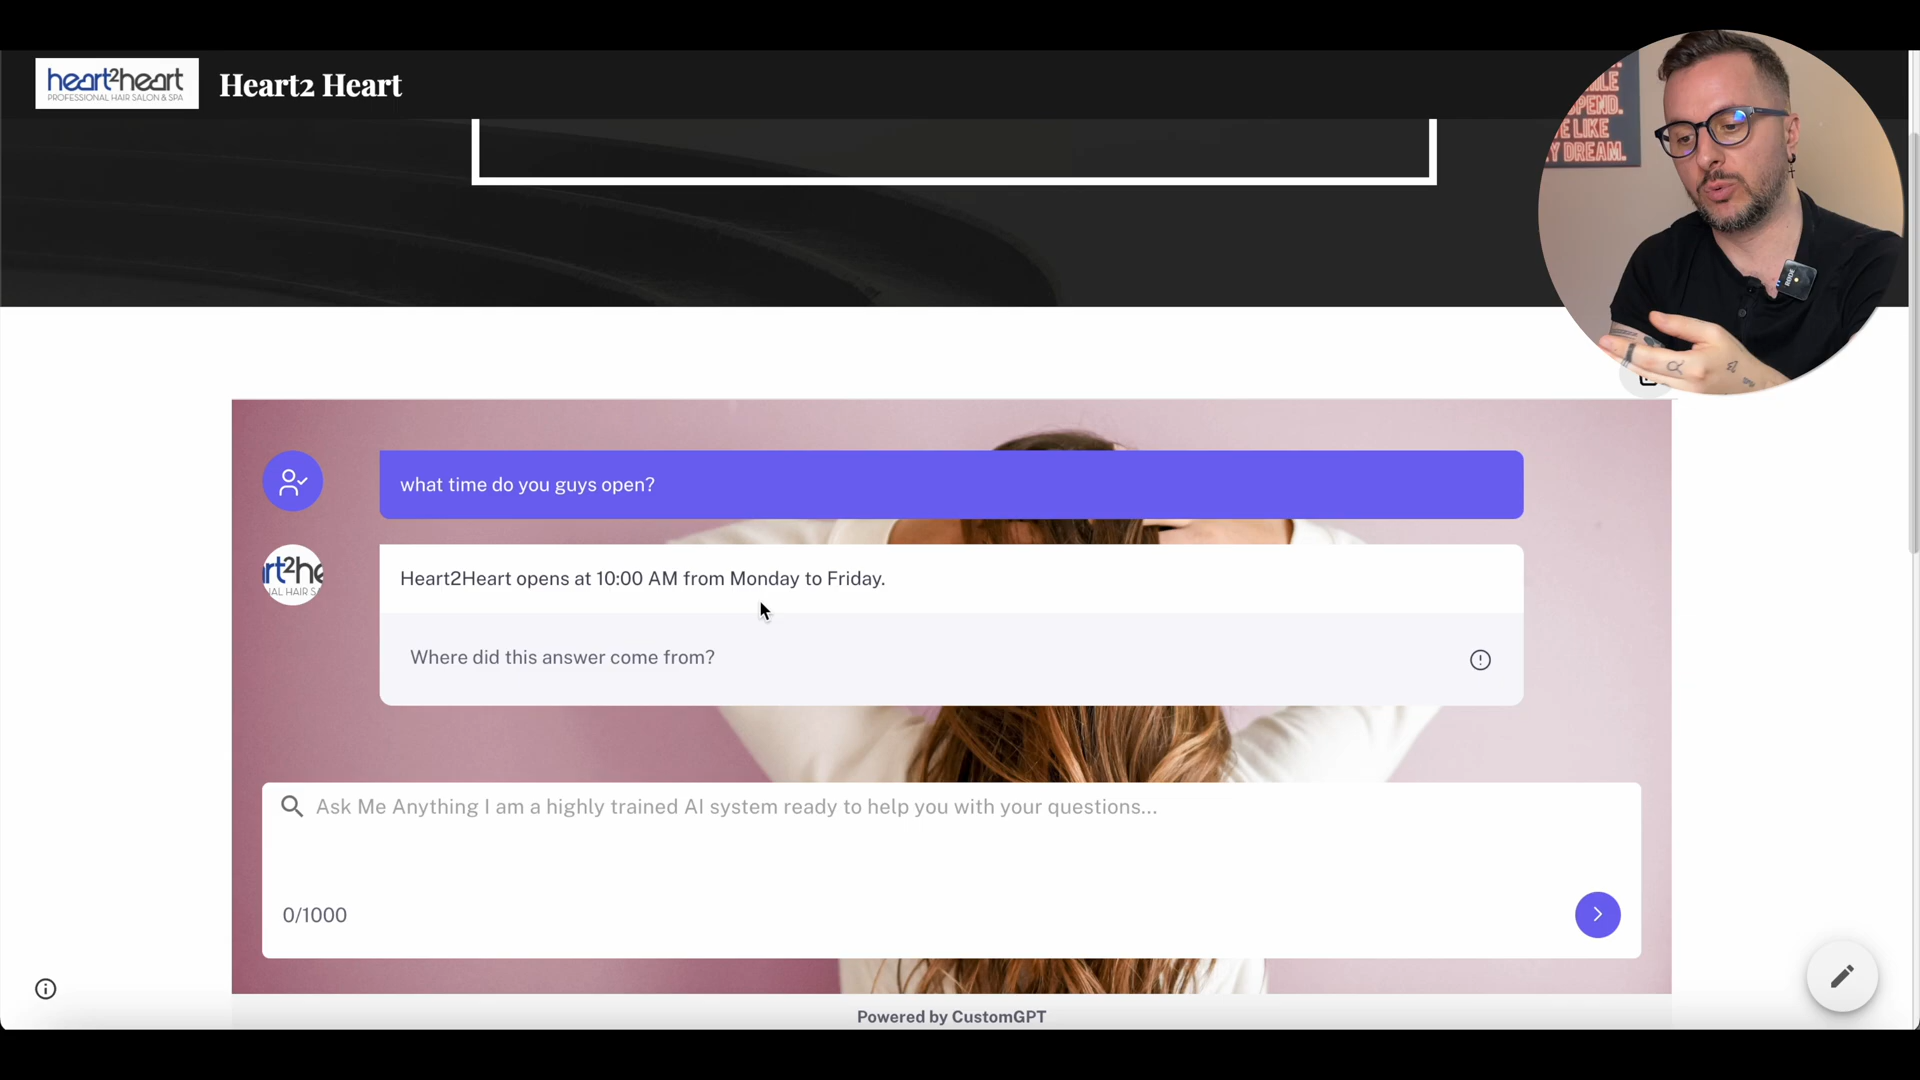 heart2heart
PROFESSIONAL HAIR SALON & SPA
Heart2 Heart
LIKE
DREAM.
what time do you guys open?
Heart2Heart opens at 10:00 AM from Monday to Friday.
Where did this answer come from?
Ask Me Anything I am a highly trained AI system ready to help you with your questions...
0/1000
Powered by CustomGPT